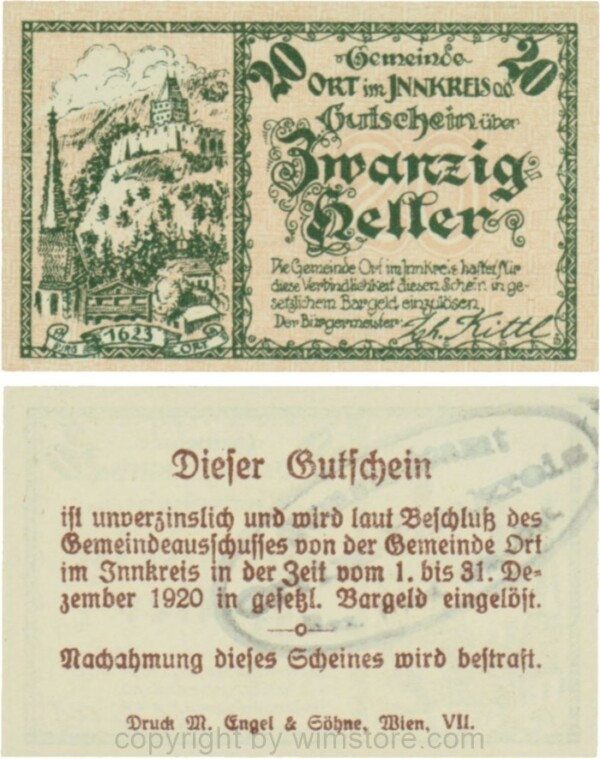 20 Gemeinde 20
ORT im INNKREIS O.Ö.
Gutschein über
Zwanzig
Heller
Die Gemeinde Ort im Innkreis haftet für
diese Verbindlichkeit diesen Schein in ge-
setzlichem Bargeld einzulösen.
Der Bürgermeister: Joh. Kittl
1623 ORT
Dieser Gutschein
ist unverzinslich und wird laut Beschluß des
Gemeindeausschusses von der Gemeinde Ort
im Innkreis in der Zeit vom 1. bis 31. De-
zember 1920 in gesetzl. Bargeld eingelöst.
Nachahmung dieses Scheines wird bestraft.
Druck M. Engel & Söhne, Wien, VII.
copyright by wimstore.com